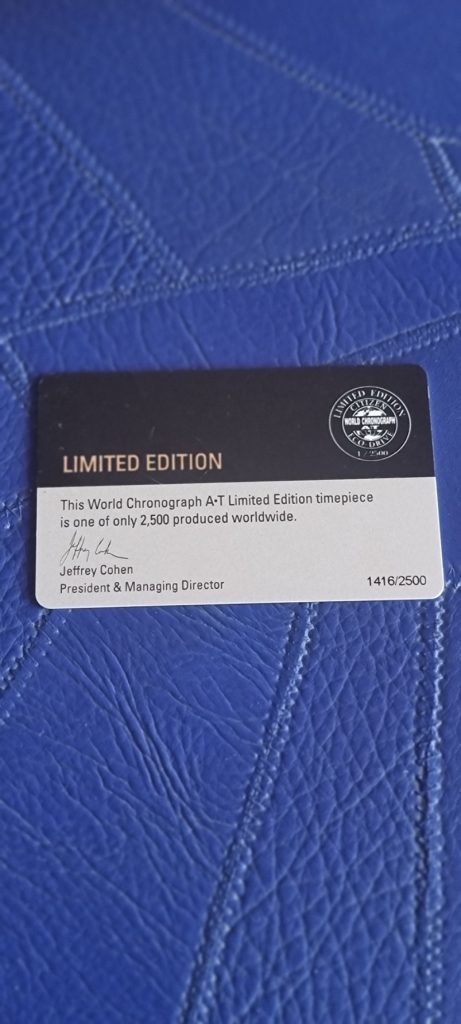 LIMITED EDITION
CITIZEN
WORLD CHRONOGRAPH
A•T
ECO-DRIVE
1 / 2500
LIMITED EDITION
This World Chronograph A•T Limited Edition timepiece
is one of only 2,500 produced worldwide.
Jeffrey Cohen
President & Managing Director
1416/2500